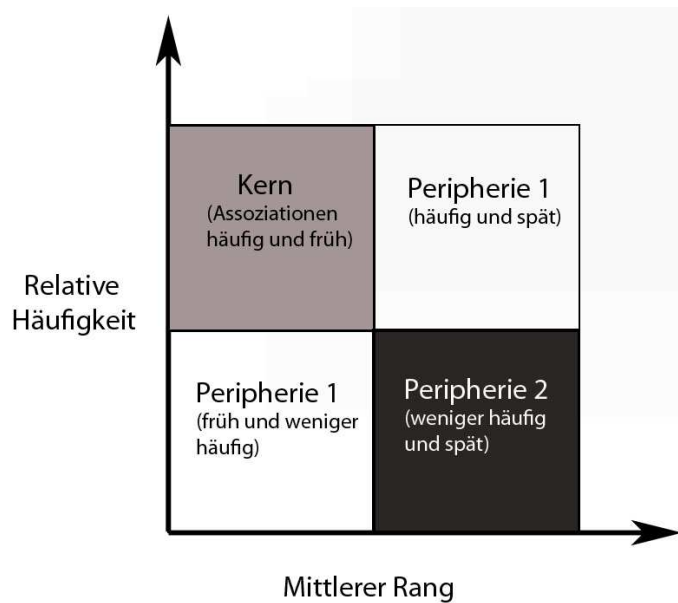 Kern
(Assoziationen
häufig und früh)
Peripherie 1
(häufig und spät)
Relative
Häufigkeit
Peripherie 1
(früh und weniger
häufig)
Peripherie 2
(weniger häufig
und spät)
Mittlerer Rang